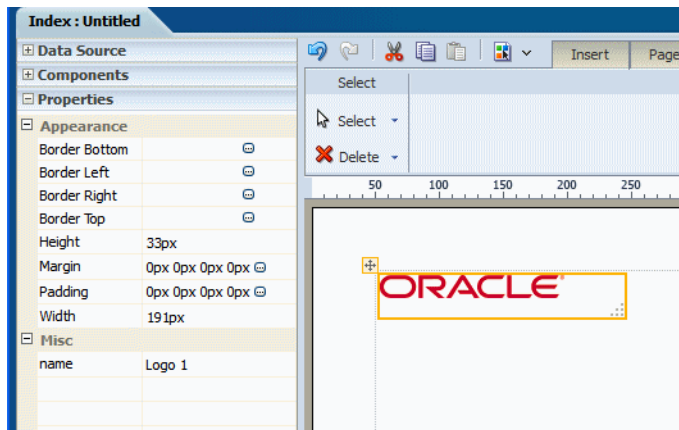 Index : Untitled
Data Source
Components
Properties
Appearance
Border Bottom
Border Left
Border Right
Border Top
Height 33px
Margin 0px 0px 0px 0px
Padding 0px 0px 0px 0px
Width 191px
Misc
name Logo 1
Insert Page
Select
Select
Delete
50 100 150 200 250
ORACLE